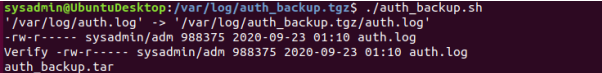 sysadmin@UbuntuDesktop:/var/log/auth_backup.tgz$ ./auth_backup.sh
'/var/log/auth.log' -> '/var/log/auth_backup.tgz/auth.log'
-rw-r----- sysadmin/adm 988375 2020-09-23 01:10 auth.log
Verify -rw-r----- sysadmin/adm 988375 2020-09-23 01:10 auth.log
auth_backup.tar